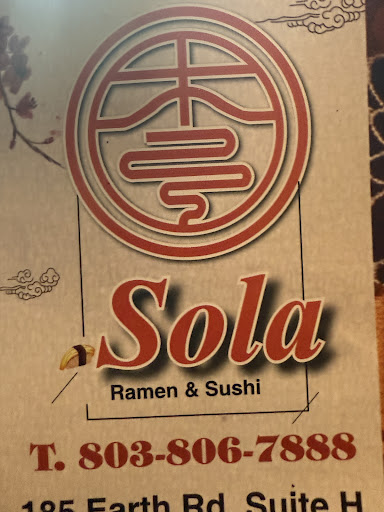 Sola
Ramen & Sushi
T. 803-806-7888
185 Earth Rd, Suite H